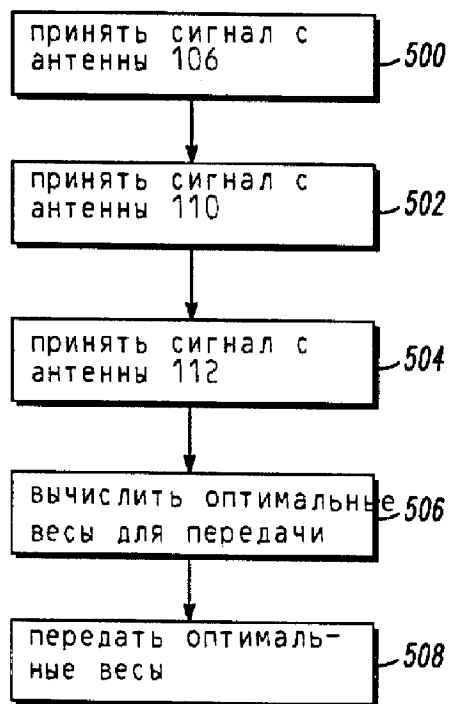 принять сигнал с
антенны 106
500
принять сигнал с
антенны 110
502
принять сигнал с
антенны 112
504
вычислить оптимальные
весы для передачи
506
передать оптималь-
ные весы
508